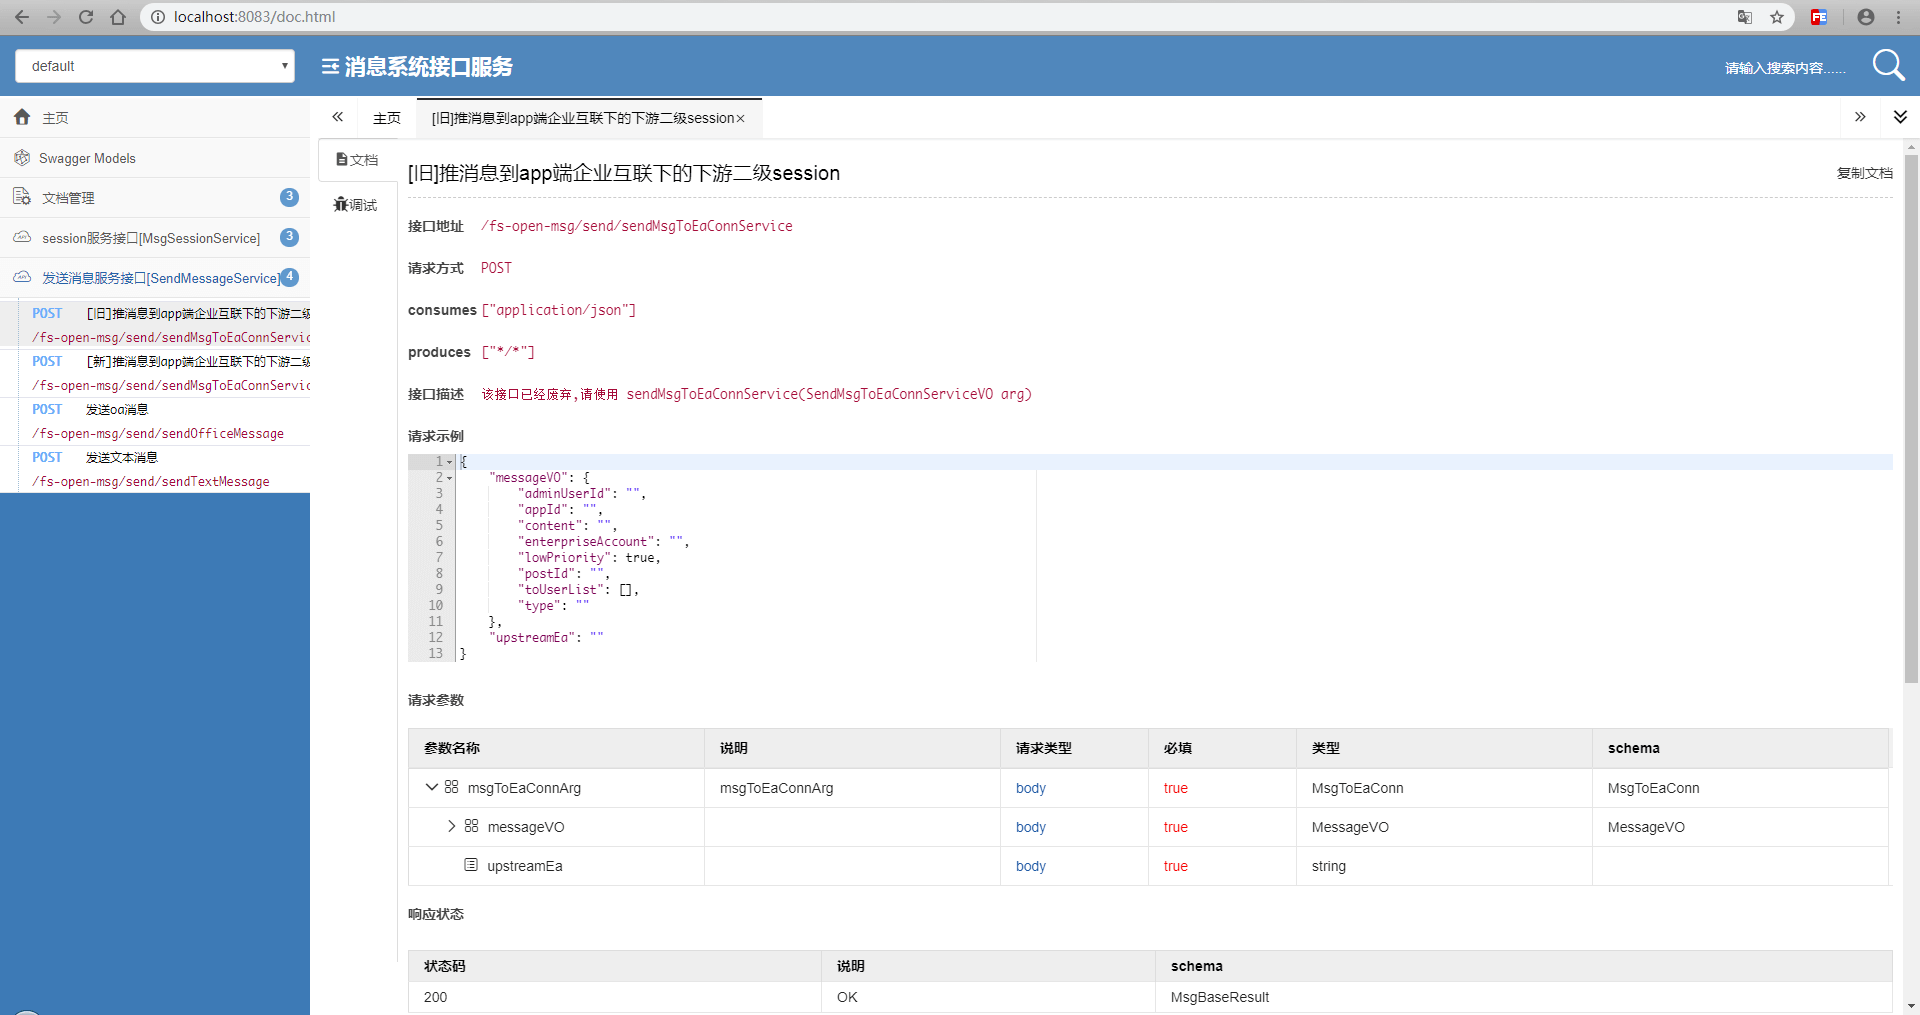 localhost:8083/doc.html
FE
default
消息系统接口服务
请输入搜索内容......
主页
Swagger Models
文档管理 3
session服务接口[MsgSessionService] 3
发送消息服务接口[SendMessageService] 4
POST [旧]推消息到app端企业互联下的下游二级
/fs-open-msg/send/sendMsgToEaConnServic
POST [新]推消息到app端企业互联下的下游二级
/fs-open-msg/send/sendMsgToEaConnServic
POST 发送oa消息
/fs-open-msg/send/sendOfficeMessage
POST 发送文本消息
/fs-open-msg/send/sendTextMessage
主页 [旧]推消息到app端企业互联下的下游二级session×
文档
调试
[旧]推消息到app端企业互联下的下游二级session
复制文档
接口地址 /fs-open-msg/send/sendMsgToEaConnService
请求方式 POST
consumes ["application/json"]
produces ["*/*"]
接口描述 该接口已经废弃,请使用 sendMsgToEaConnService(SendMsgToEaConnServiceVO arg)
请求示例
1 {
2 "messageVO": {
3 "adminUserId": "",
4 "appId": "",
5 "content": "",
6 "enterpriseAccount": "",
7 "lowPriority": true,
8 "postId": "",
9 "toUserList": [],
10 "type": ""
11 },
12 "upstreamEa": ""
13 }
请求参数
参数名称 说明 请求类型 必填 类型 schema
msgToEaConnArg msgToEaConnArg body true MsgToEaConn MsgToEaConn
messageVO body true MessageVO MessageVO
upstreamEa body true string
响应状态
状态码 说明 schema
200 OK MsgBaseResult